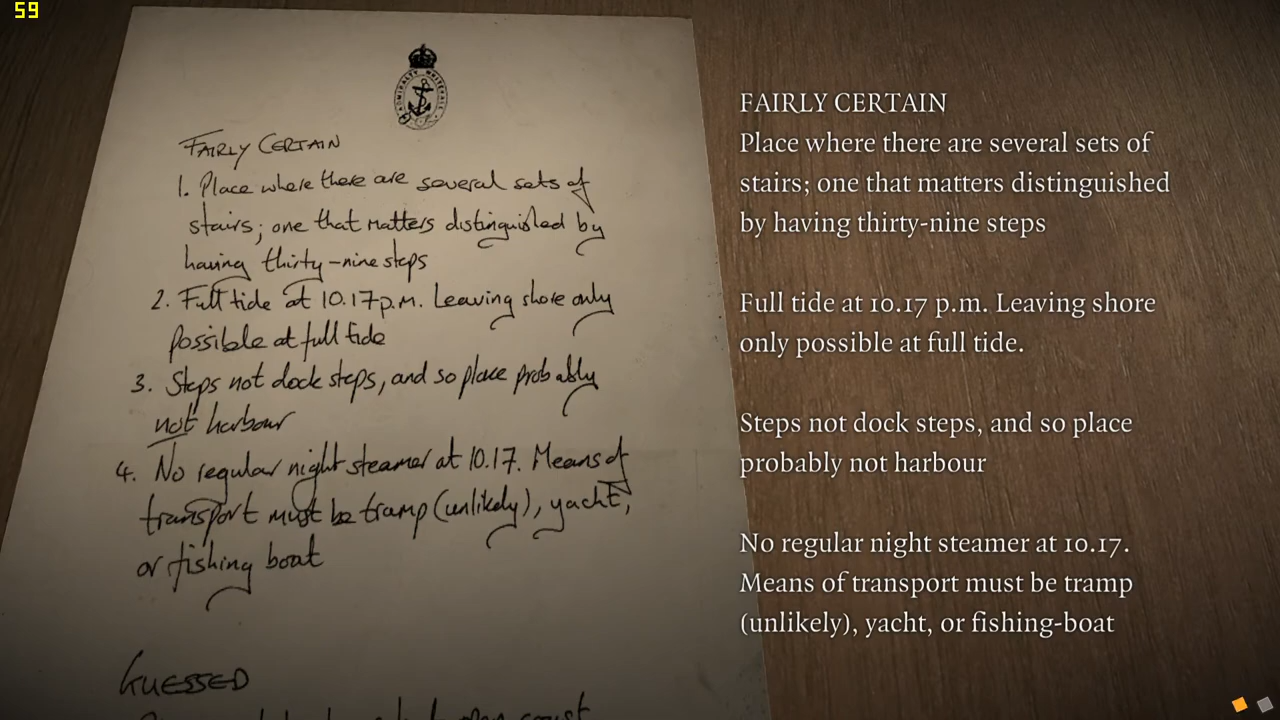 59
ADMIRALTY WHITEHALL
FAIRLY CERTAIN
1. Place where there are several sets of
stairs; one that matters distinguished by
having thirty-nine steps
2. Full tide at 10.17p.m. Leaving shore only
possible at full tide
3. Steps not dock steps, and so place probably
not harbour
4. No regular night steamer at 10.17. Means of
transport must be tramp (unlikely), yacht,
or fishing boat
GUESSED
open coast
FAIRLY CERTAIN
Place where there are several sets of
stairs; one that matters distinguished
by having thirty-nine steps
Full tide at 10.17 p.m. Leaving shore
only possible at full tide.
Steps not dock steps, and so place
probably not harbour
No regular night steamer at 10.17.
Means of transport must be tramp
(unlikely), yacht, or fishing-boat